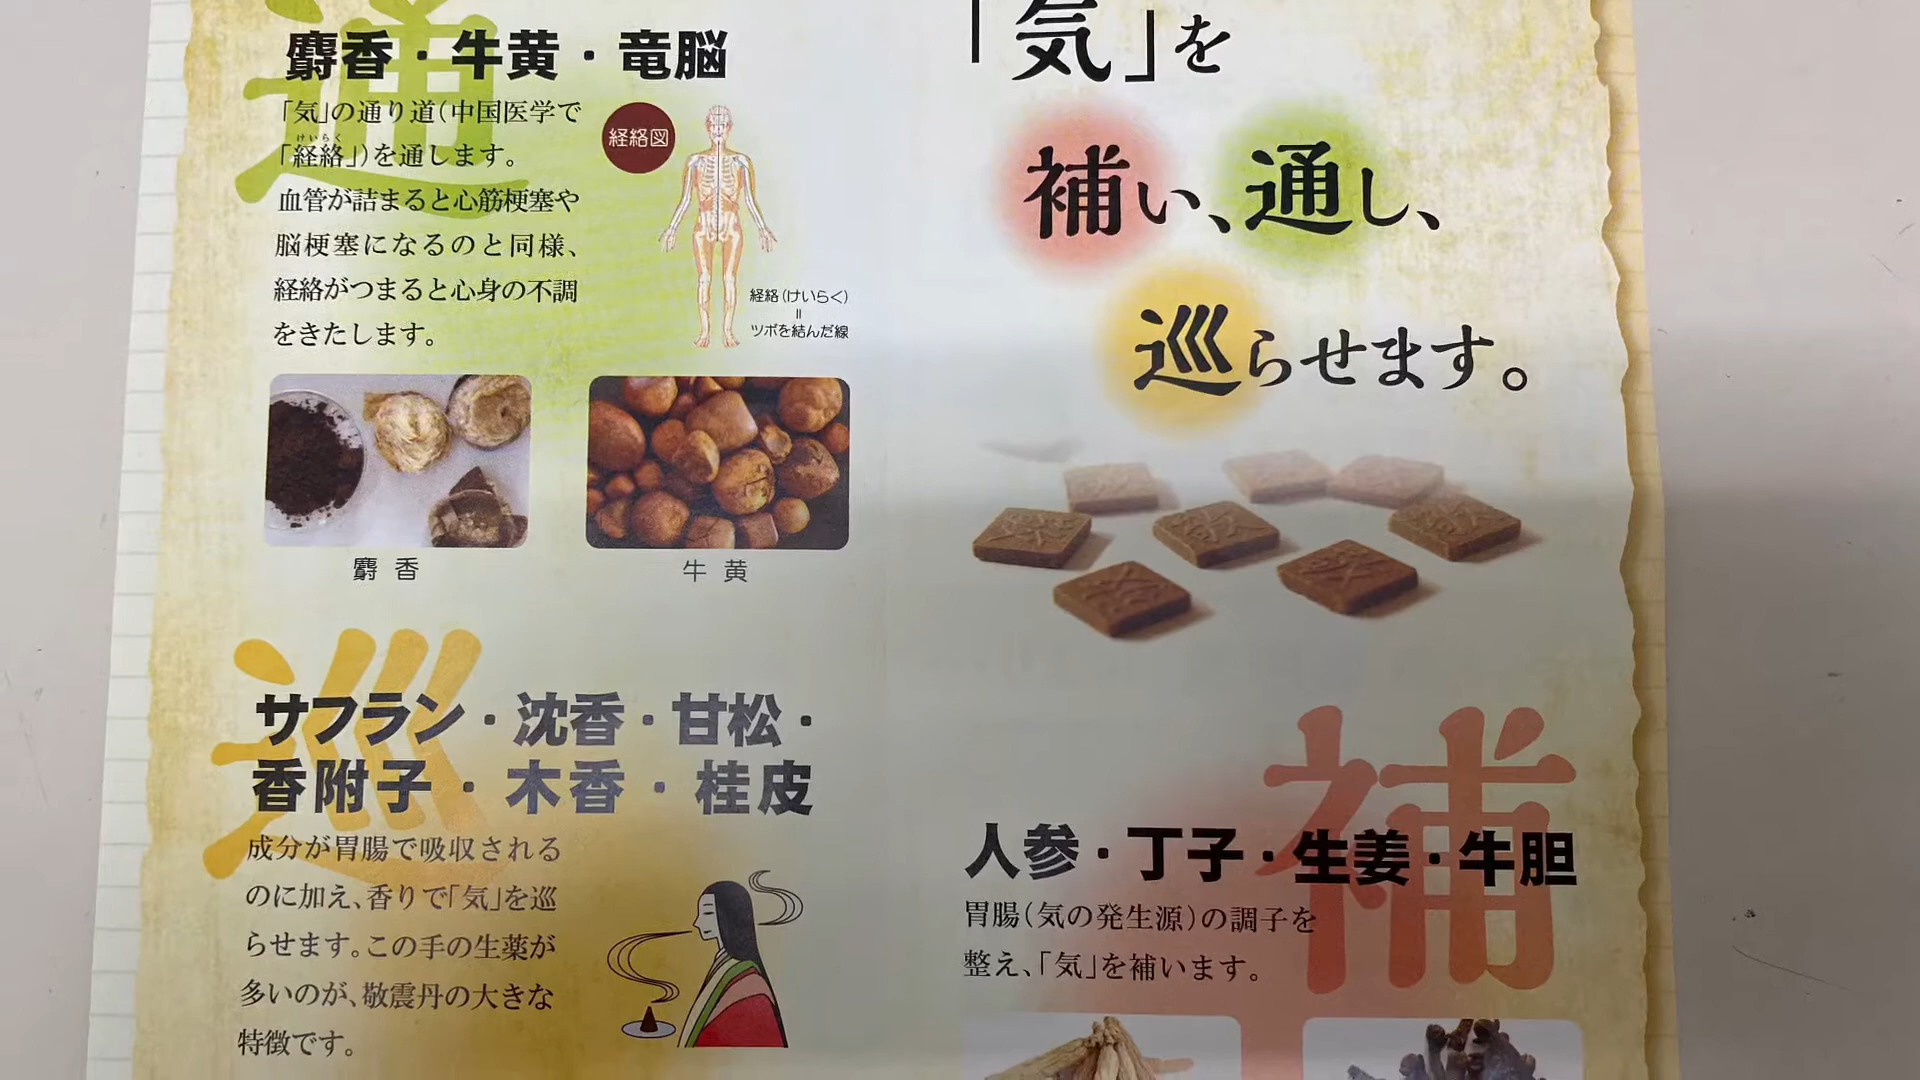 「気」を
補い、通し、
巡らせます。
通
麝香・牛黄・竜脳
「気」の通り道(中国医学で
けいらく
「経絡」)を通します。
血管が詰まると心筋梗塞や
脳梗塞になるのと同様、
経絡がつまると心身の不調
をきたします。
経絡図
経絡(けいらく)
॥
ツボを結んだ線
麝香
牛黄
巡
サフラン・沈香・甘松・
香附子・木香・桂皮
成分が胃腸で吸収される
のに加え、香りで「気」を巡
らせます。この手の生薬が
多いのが、敬震丹の大きな
特徴です。
補
人参・丁子・生姜・牛胆
胃腸(気の発生源)の調子を
整え、「気」を補います。